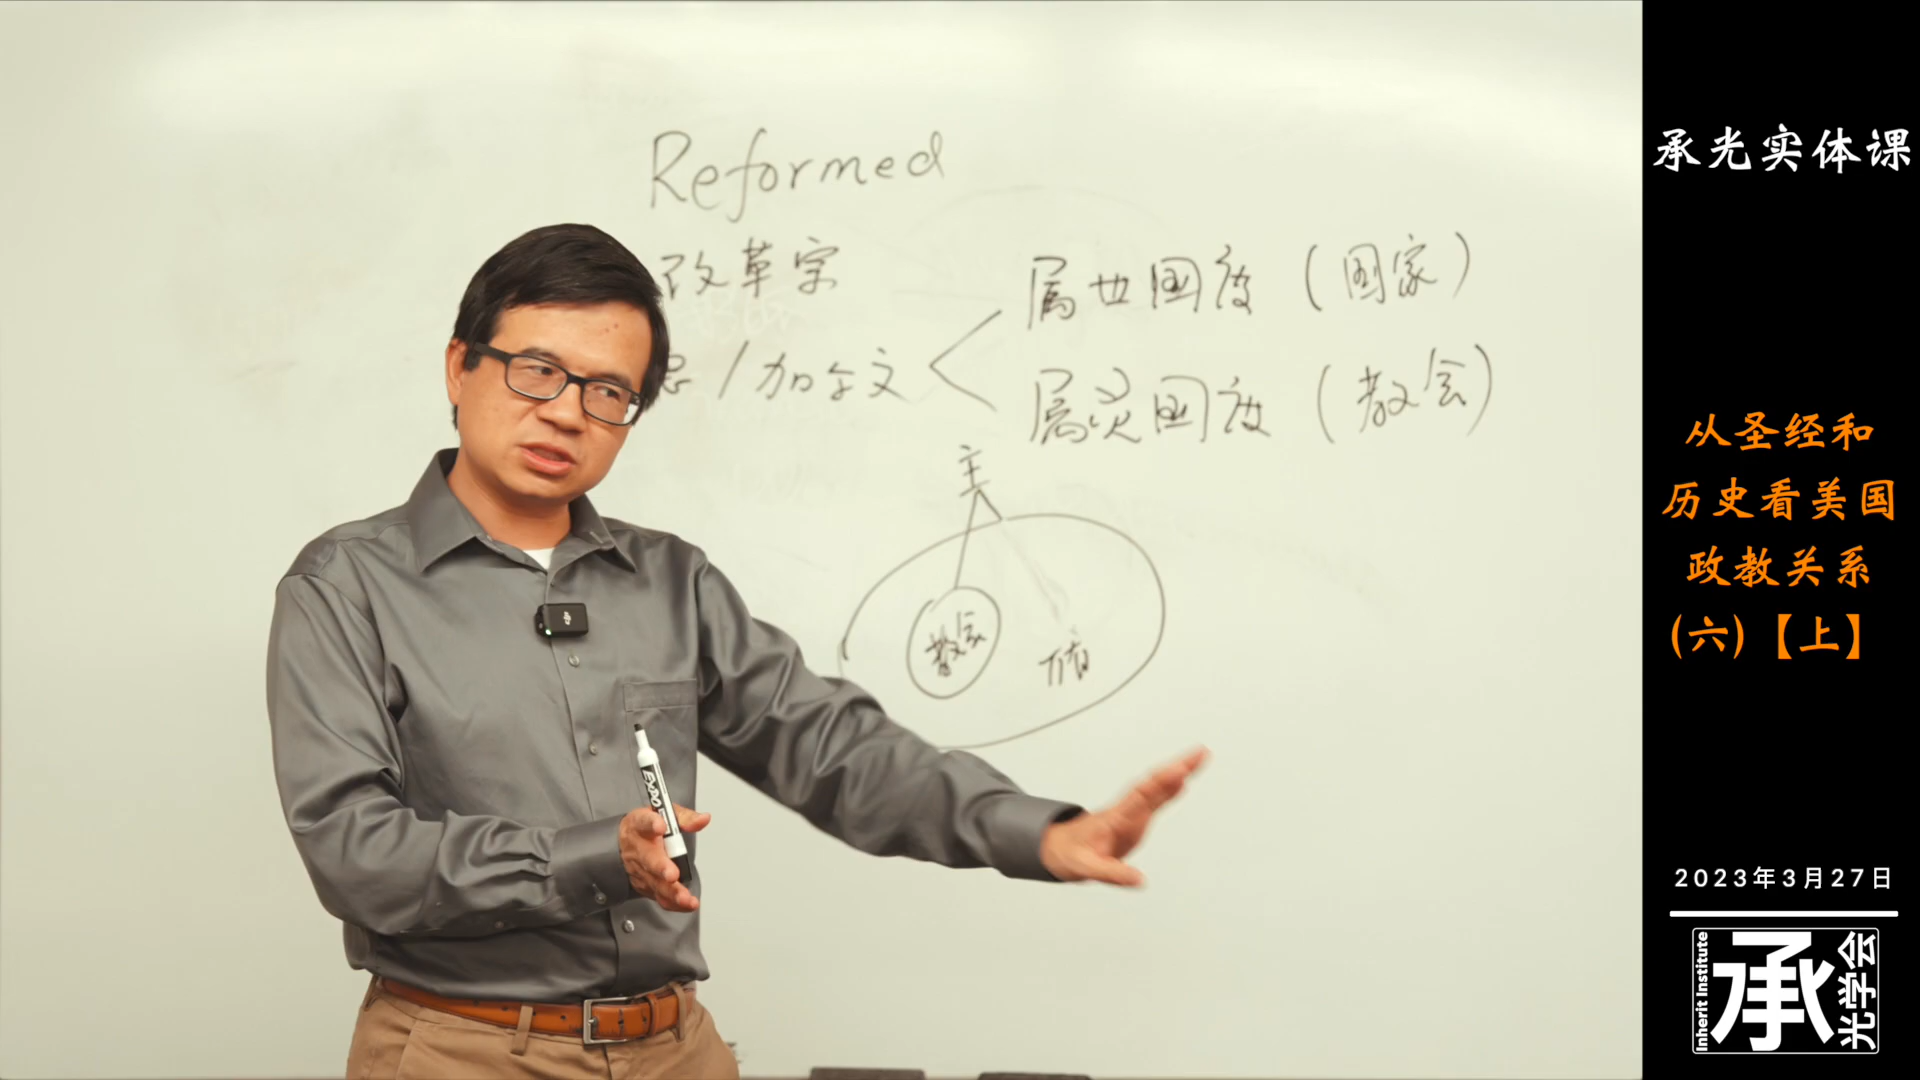 Reformed
改革宗
/加尔文
属世国度（国家）
属灵国度（教会）
主
教会
EXPO
承光实体课
从圣经和
历史看美国
政教关系
(六)【上】
2023年3月27日
Inherit Institute
承
光学会